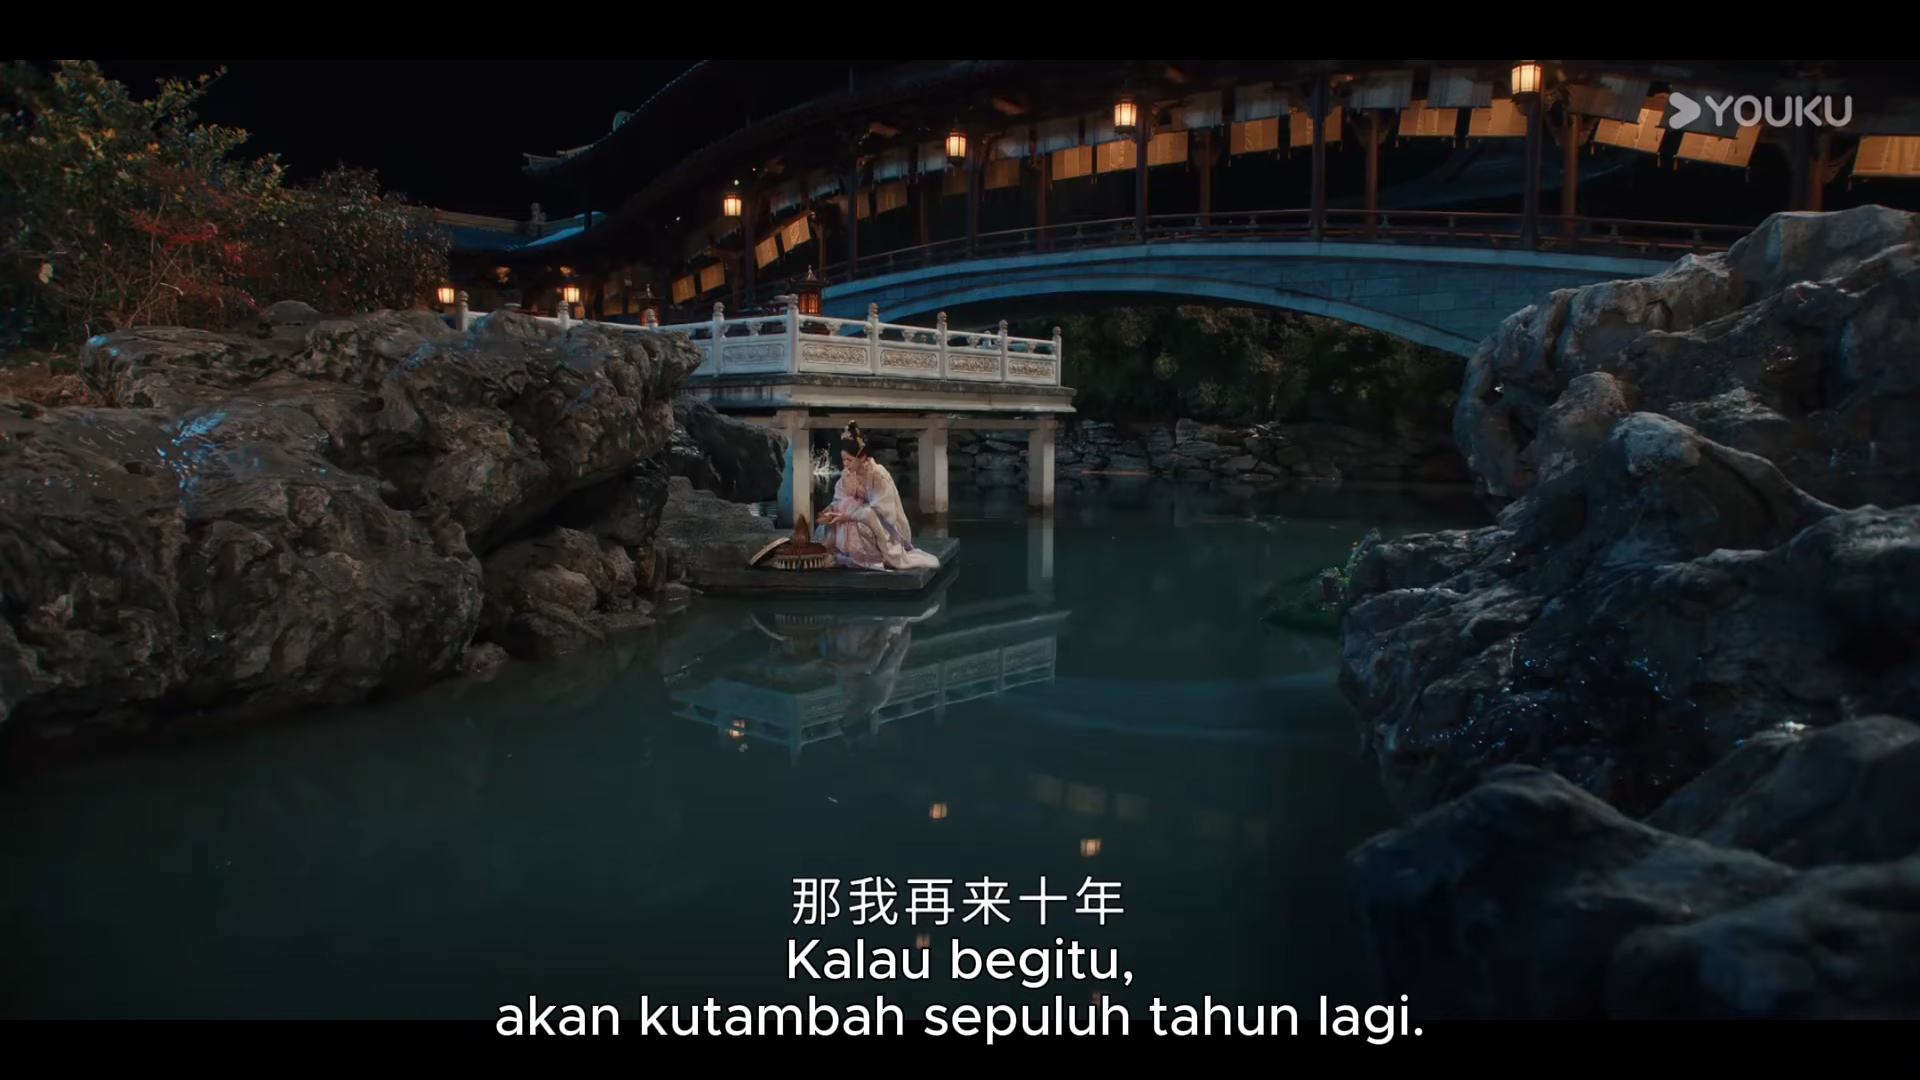 YOUKU
那我再来十年
Kalau begitu,
akan kutambah sepuluh tahun lagi.